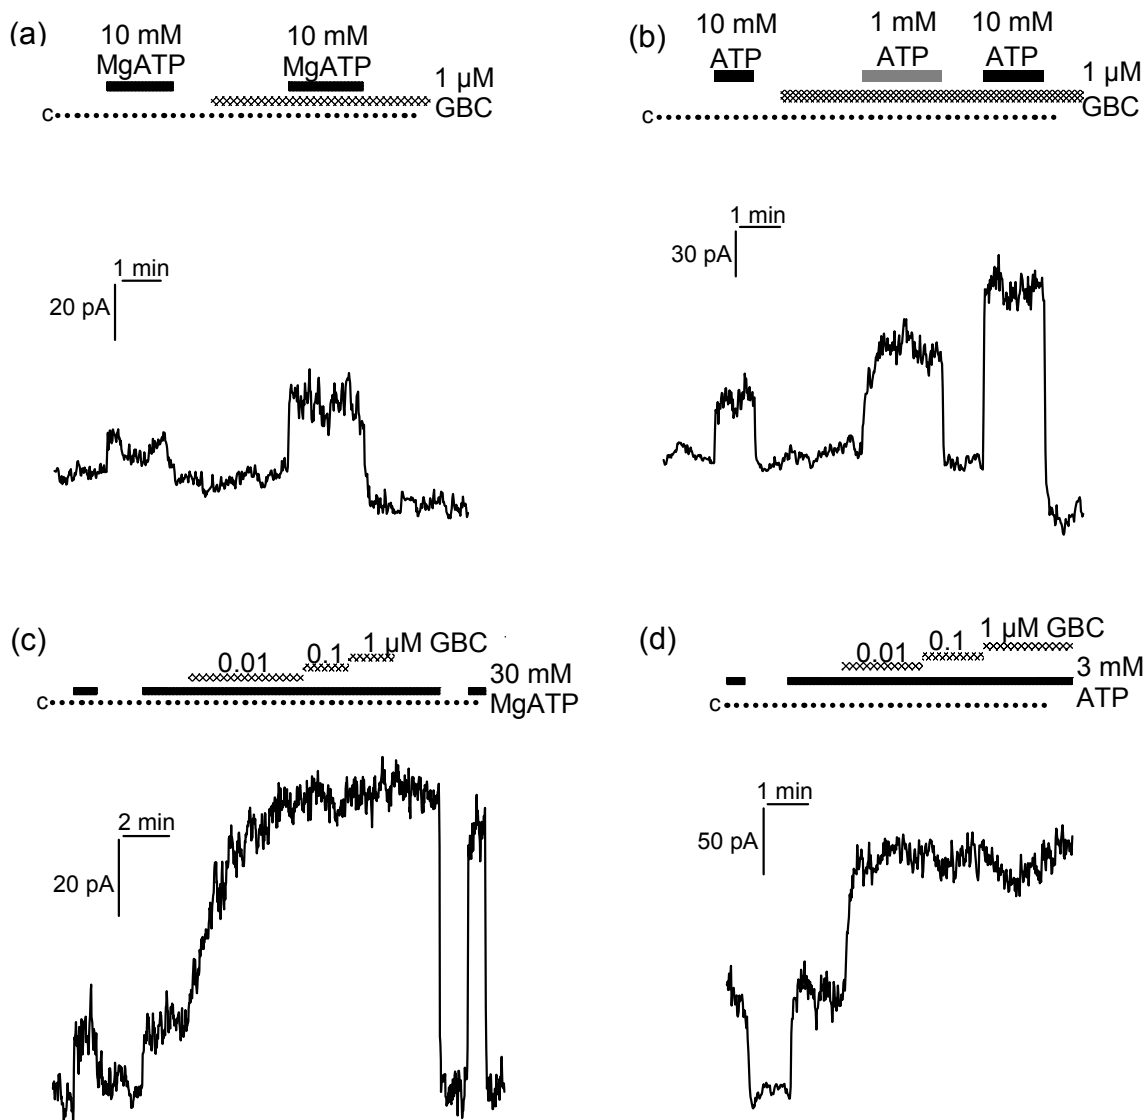 (a)
10 mM
MgATP
10 mM
MgATP
1 µM
GBC
c
1 min
20 pA
(b)
10 mM
ATP
1 mM
ATP
10 mM
ATP
1 µM
GBC
c
1 min
30 pA
(c)
0.01
0.1
1 µM GBC
30 mM
MgATP
c
2 min
20 pA
(d)
0.01
0.1
1 µM GBC
3 mM
ATP
c
1 min
50 pA